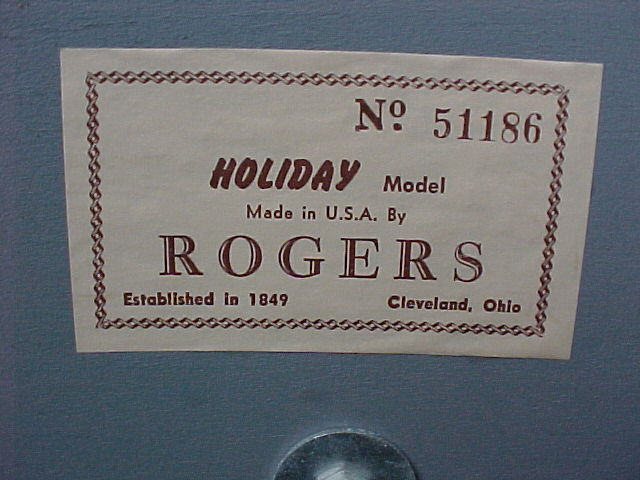 Nº 51186
HOLIDAY Model
Made in U.S.A. By
ROGERS
Established in 1849 Cleveland, Ohio